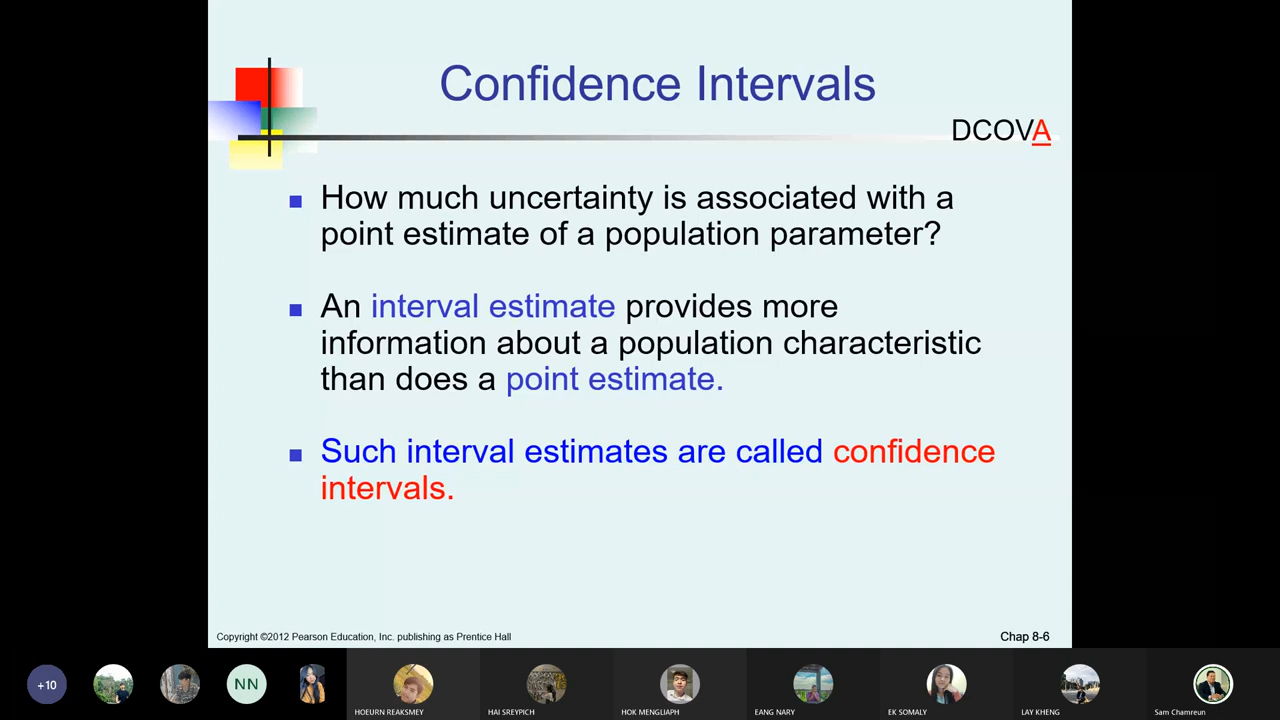 Confidence Intervals
DCOVA
How much uncertainty is associated with a
point estimate of a population parameter?
An interval estimate provides more
information about a population characteristic
than does a point estimate.
Such interval estimates are called confidence
intervals.
Copyright ©2012 Pearson Education, Inc. publishing as Prentice Hall
Chap 8-6
+10
NN
HOEURN REAKSMEY
HAI SREYPICH
HOK MENGLIAPH
EANG NARY
EK SOMALY
LAY KHENG
Sam Chamreun